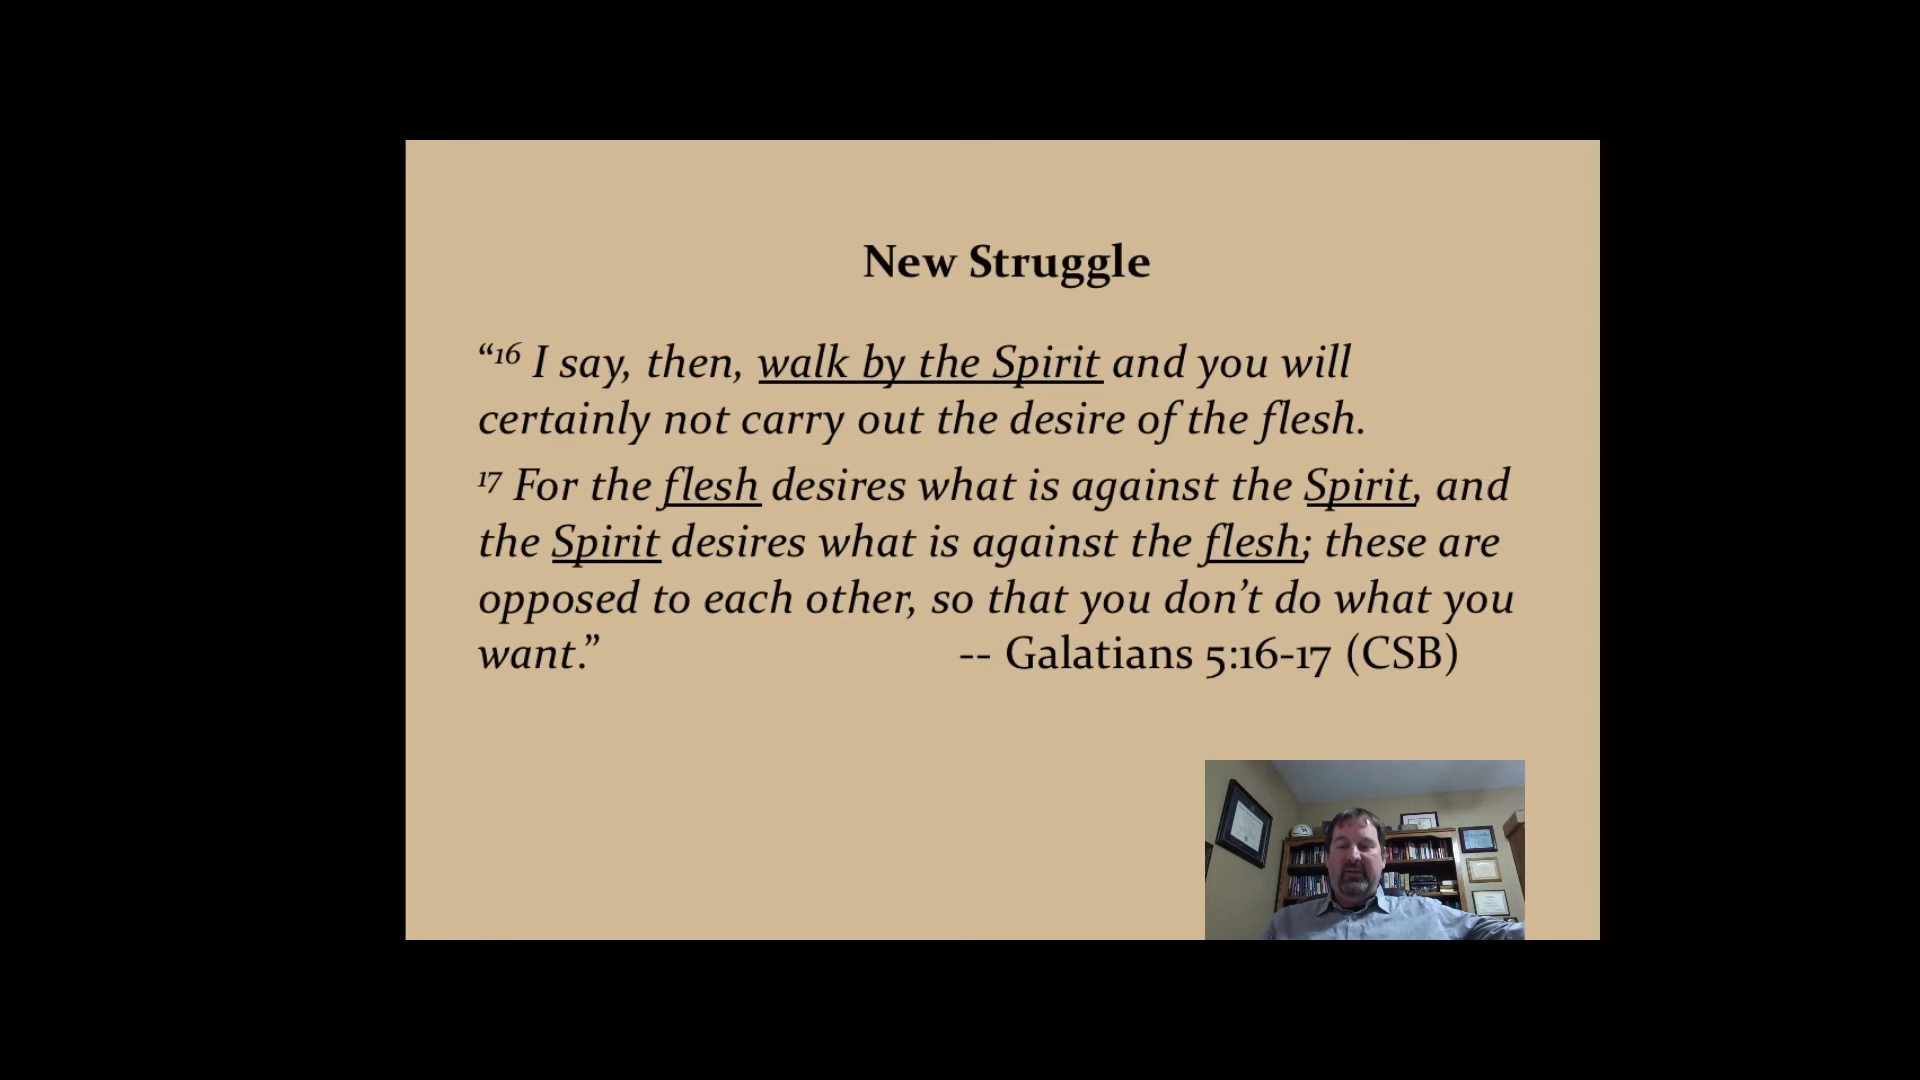 New Struggle
“16 I say, then, walk by the Spirit and you will
certainly not carry out the desire of the flesh.
17 For the flesh desires what is against the Spirit, and
the Spirit desires what is against the flesh; these are
opposed to each other, so that you don’t do what you
want.” -- Galatians 5:16-17 (CSB)